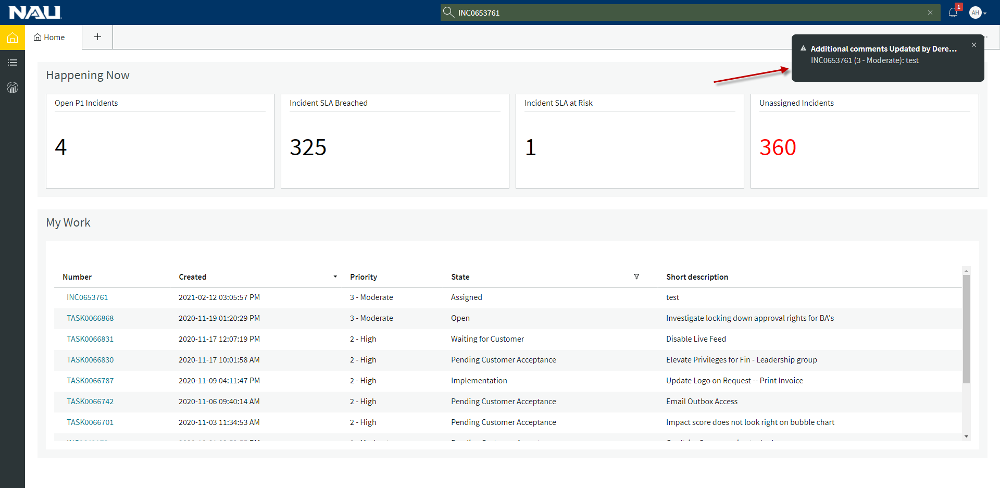 NAU
INC0653761
1
AH
Home
Additional comments Updated by Dere...
INC0653761 (3 - Moderate): test
Happening Now
Open P1 Incidents
4
Incident SLA Breached
325
Incident SLA at Risk
1
Unassigned Incidents
360
My Work
Number Created Priority State Short description
INC0653761 2021-02-12 03:05:57 PM 3 - Moderate Assigned test
TASK0066868 2020-11-19 01:20:29 PM 3 - Moderate Open Investigate locking down approval rights for BA's
TASK0066831 2020-11-17 12:07:19 PM 2 - High Waiting for Customer Disable Live Feed
TASK0066830 2020-11-17 10:01:58 AM 2 - High Pending Customer Acceptance Elevate Privileges for Fin - Leadership group
TASK0066787 2020-11-09 04:11:47 PM 2 - High Implementation Update Logo on Request -- Print Invoice
TASK0066742 2020-11-06 09:40:14 AM 2 - High Pending Customer Acceptance Email Outbox Access
TASK0066701 2020-11-03 11:34:53 AM 2 - High Pending Customer Acceptance Impact score does not look right on bubble chart